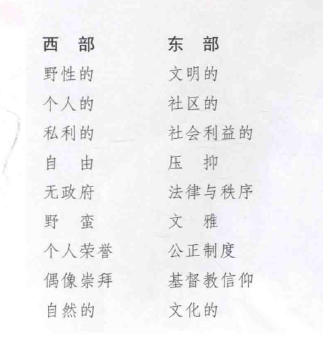 西 部 东 部
野性的 文明的
个人的 社区的
私利的 社会利益的
自 由 压 抑
无政府 法律与秩序
野 蛮 文 雅
个人荣誉 公正制度
偶像崇拜 基督教信仰
自然的 文化的